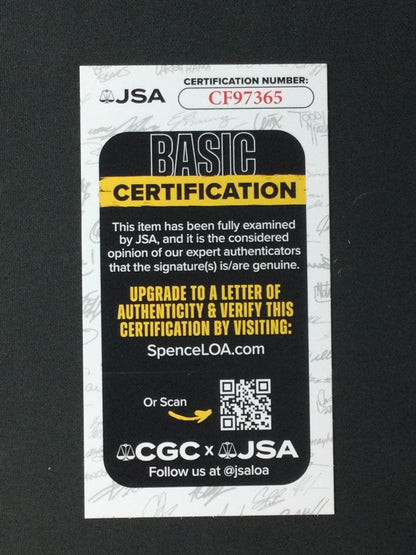 CERTIFICATION NUMBER:
JSA
CF97365
BASIC
CERTIFICATION
This item has been fully examined
by JSA, and it is the considered
opinion of our expert authenticators
that the signature(s) is/are genuine.
UPGRADE TO A LETTER OF
AUTHENTICITY & VERIFY THIS
CERTIFICATION BY VISITING:
SpenceLOA.com
Or Scan
CGC x JSA
Follow us at @jsaloa